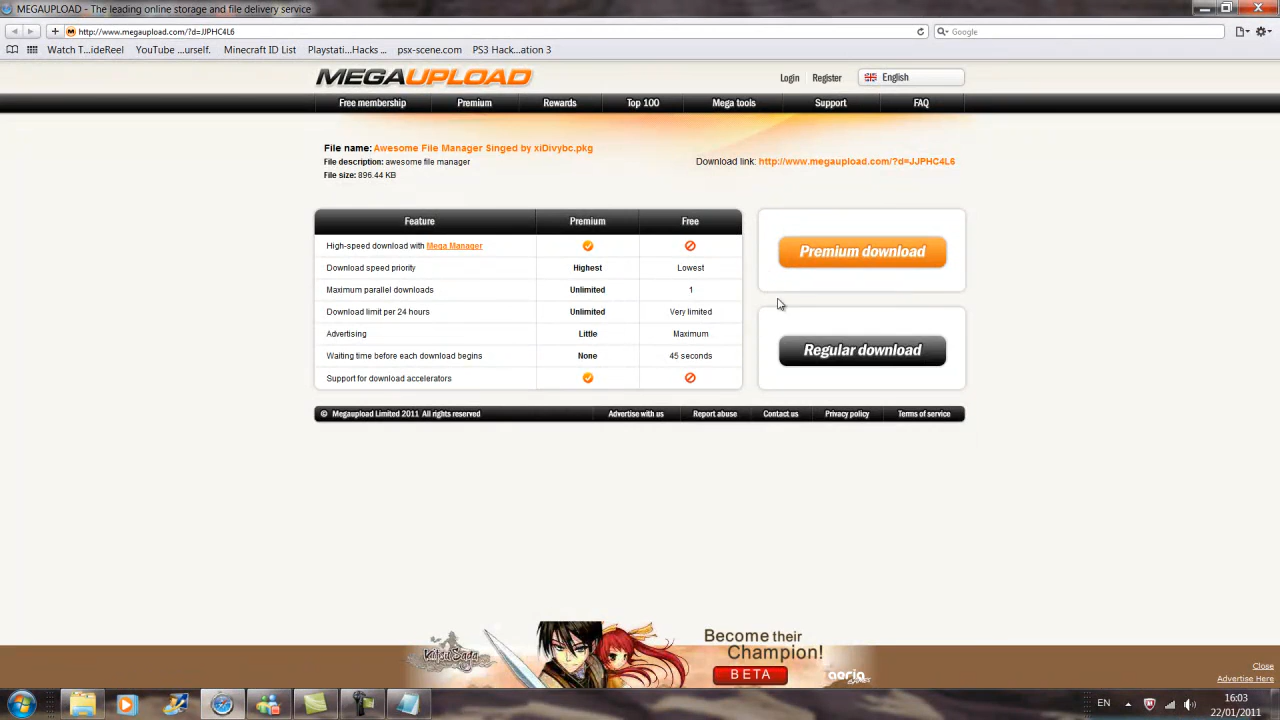 MEGAUPLOAD - The leading online storage and file delivery service
http://www.megaupload.com/?d=JJPHC4L6
Google
Watch T...ideReel YouTube ...urself. Minecraft ID List Playstati...Hacks ... psx-scene.com PS3 Hack...ation 3
MEGAUPLOAD
Login Register English
Free membership Premium Rewards Top 100 Mega tools Support FAQ
File name: Awesome File Manager Singed by xiDivybc.pkg
File description: awesome file manager
Download link: http://www.megaupload.com/?d=JJPHC4L6
File size: 896.44 KB
Feature Premium Free
High-speed download with Mega Manager
Download speed priority Highest Lowest
Maximum parallel downloads Unlimited 1
Download limit per 24 hours Unlimited Very limited
Advertising Little Maximum
Waiting time before each download begins None 45 seconds
Support for download accelerators
Premium download
Regular download
© Megaupload Limited 2011 All rights reserved Advertise with us Report abuse Contact us Privacy policy Terms of service
Become their
Champion!
BETA
aeria
GAMES
Close
Advertise Here
EN
16:03
22/01/2011